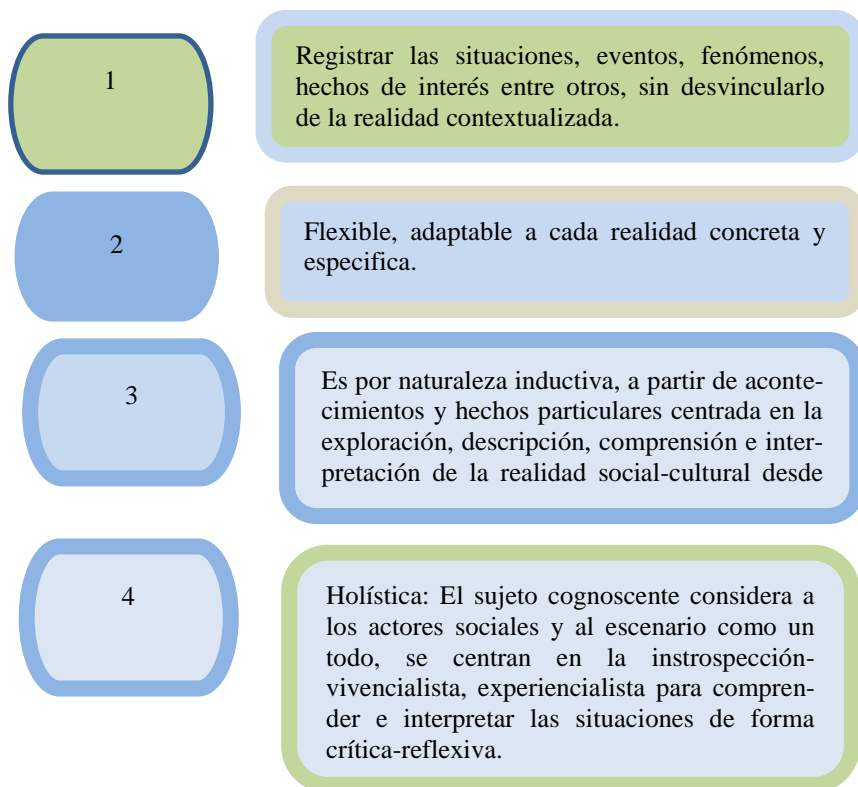 1
Registrar las situaciones, eventos, fenómenos,
hechos de interés entre otros, sin desvincularlo
de la realidad contextualizada.
2
Flexible, adaptable a cada realidad concreta y
especifica.
3
Es por naturaleza inductiva, a partir de aconte-
cimientos y hechos particulares centrada en la
exploración, descripción, comprensión e inter-
pretación de la realidad social-cultural desde
4
Holística: El sujeto cognoscente considera a
los actores sociales y al escenario como un
todo, se centran en la instrospección-
vivencialista, experiencialista para compren-
der e interpretar las situaciones de forma
crítica-reflexiva.